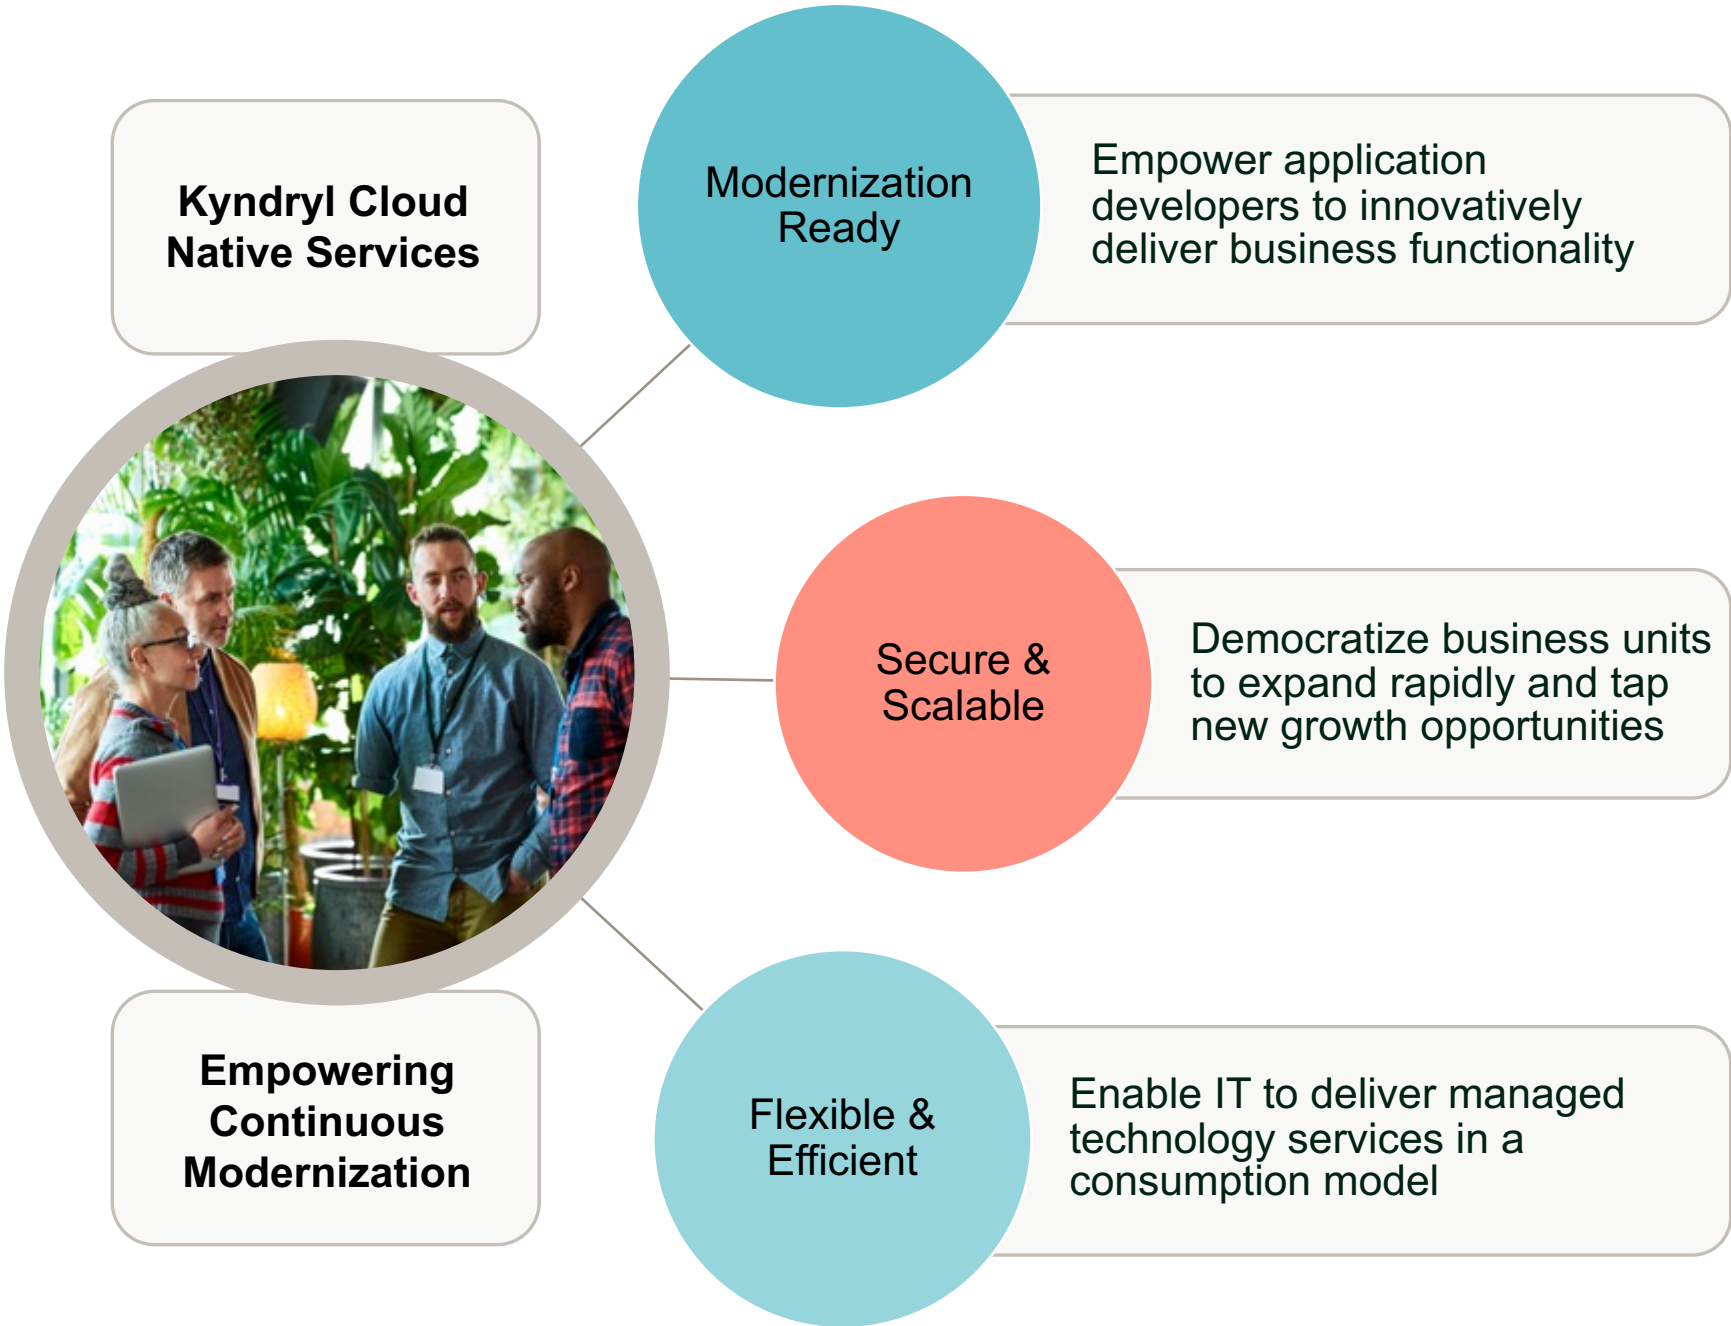 Kyndryl Cloud
Native Services
Empowering
Continuous
Modernization
Modernization
Ready
Empower application
developers to innovatively
deliver business functionality
Secure &
Scalable
Democratize business units
to expand rapidly and tap
new growth opportunities
Flexible &
Efficient
Enable IT to deliver managed
technology services in a
consumption model